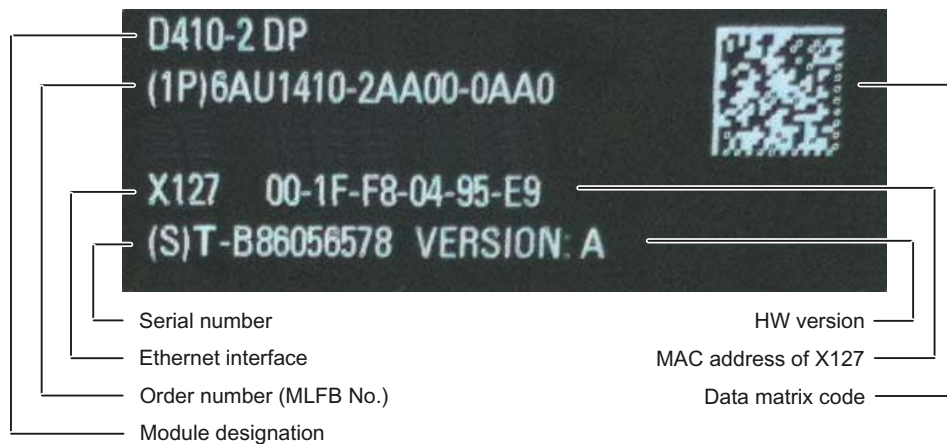 D410-2 DP
(1P)6AU1410-2AA00-0AA0
X127 00-1F-F8-04-95-E9
(S)T-B86056578 VERSION: A
Serial number HW version
Ethernet interface MAC address of X127
Order number (MLFB No.) Data matrix code
Module designation